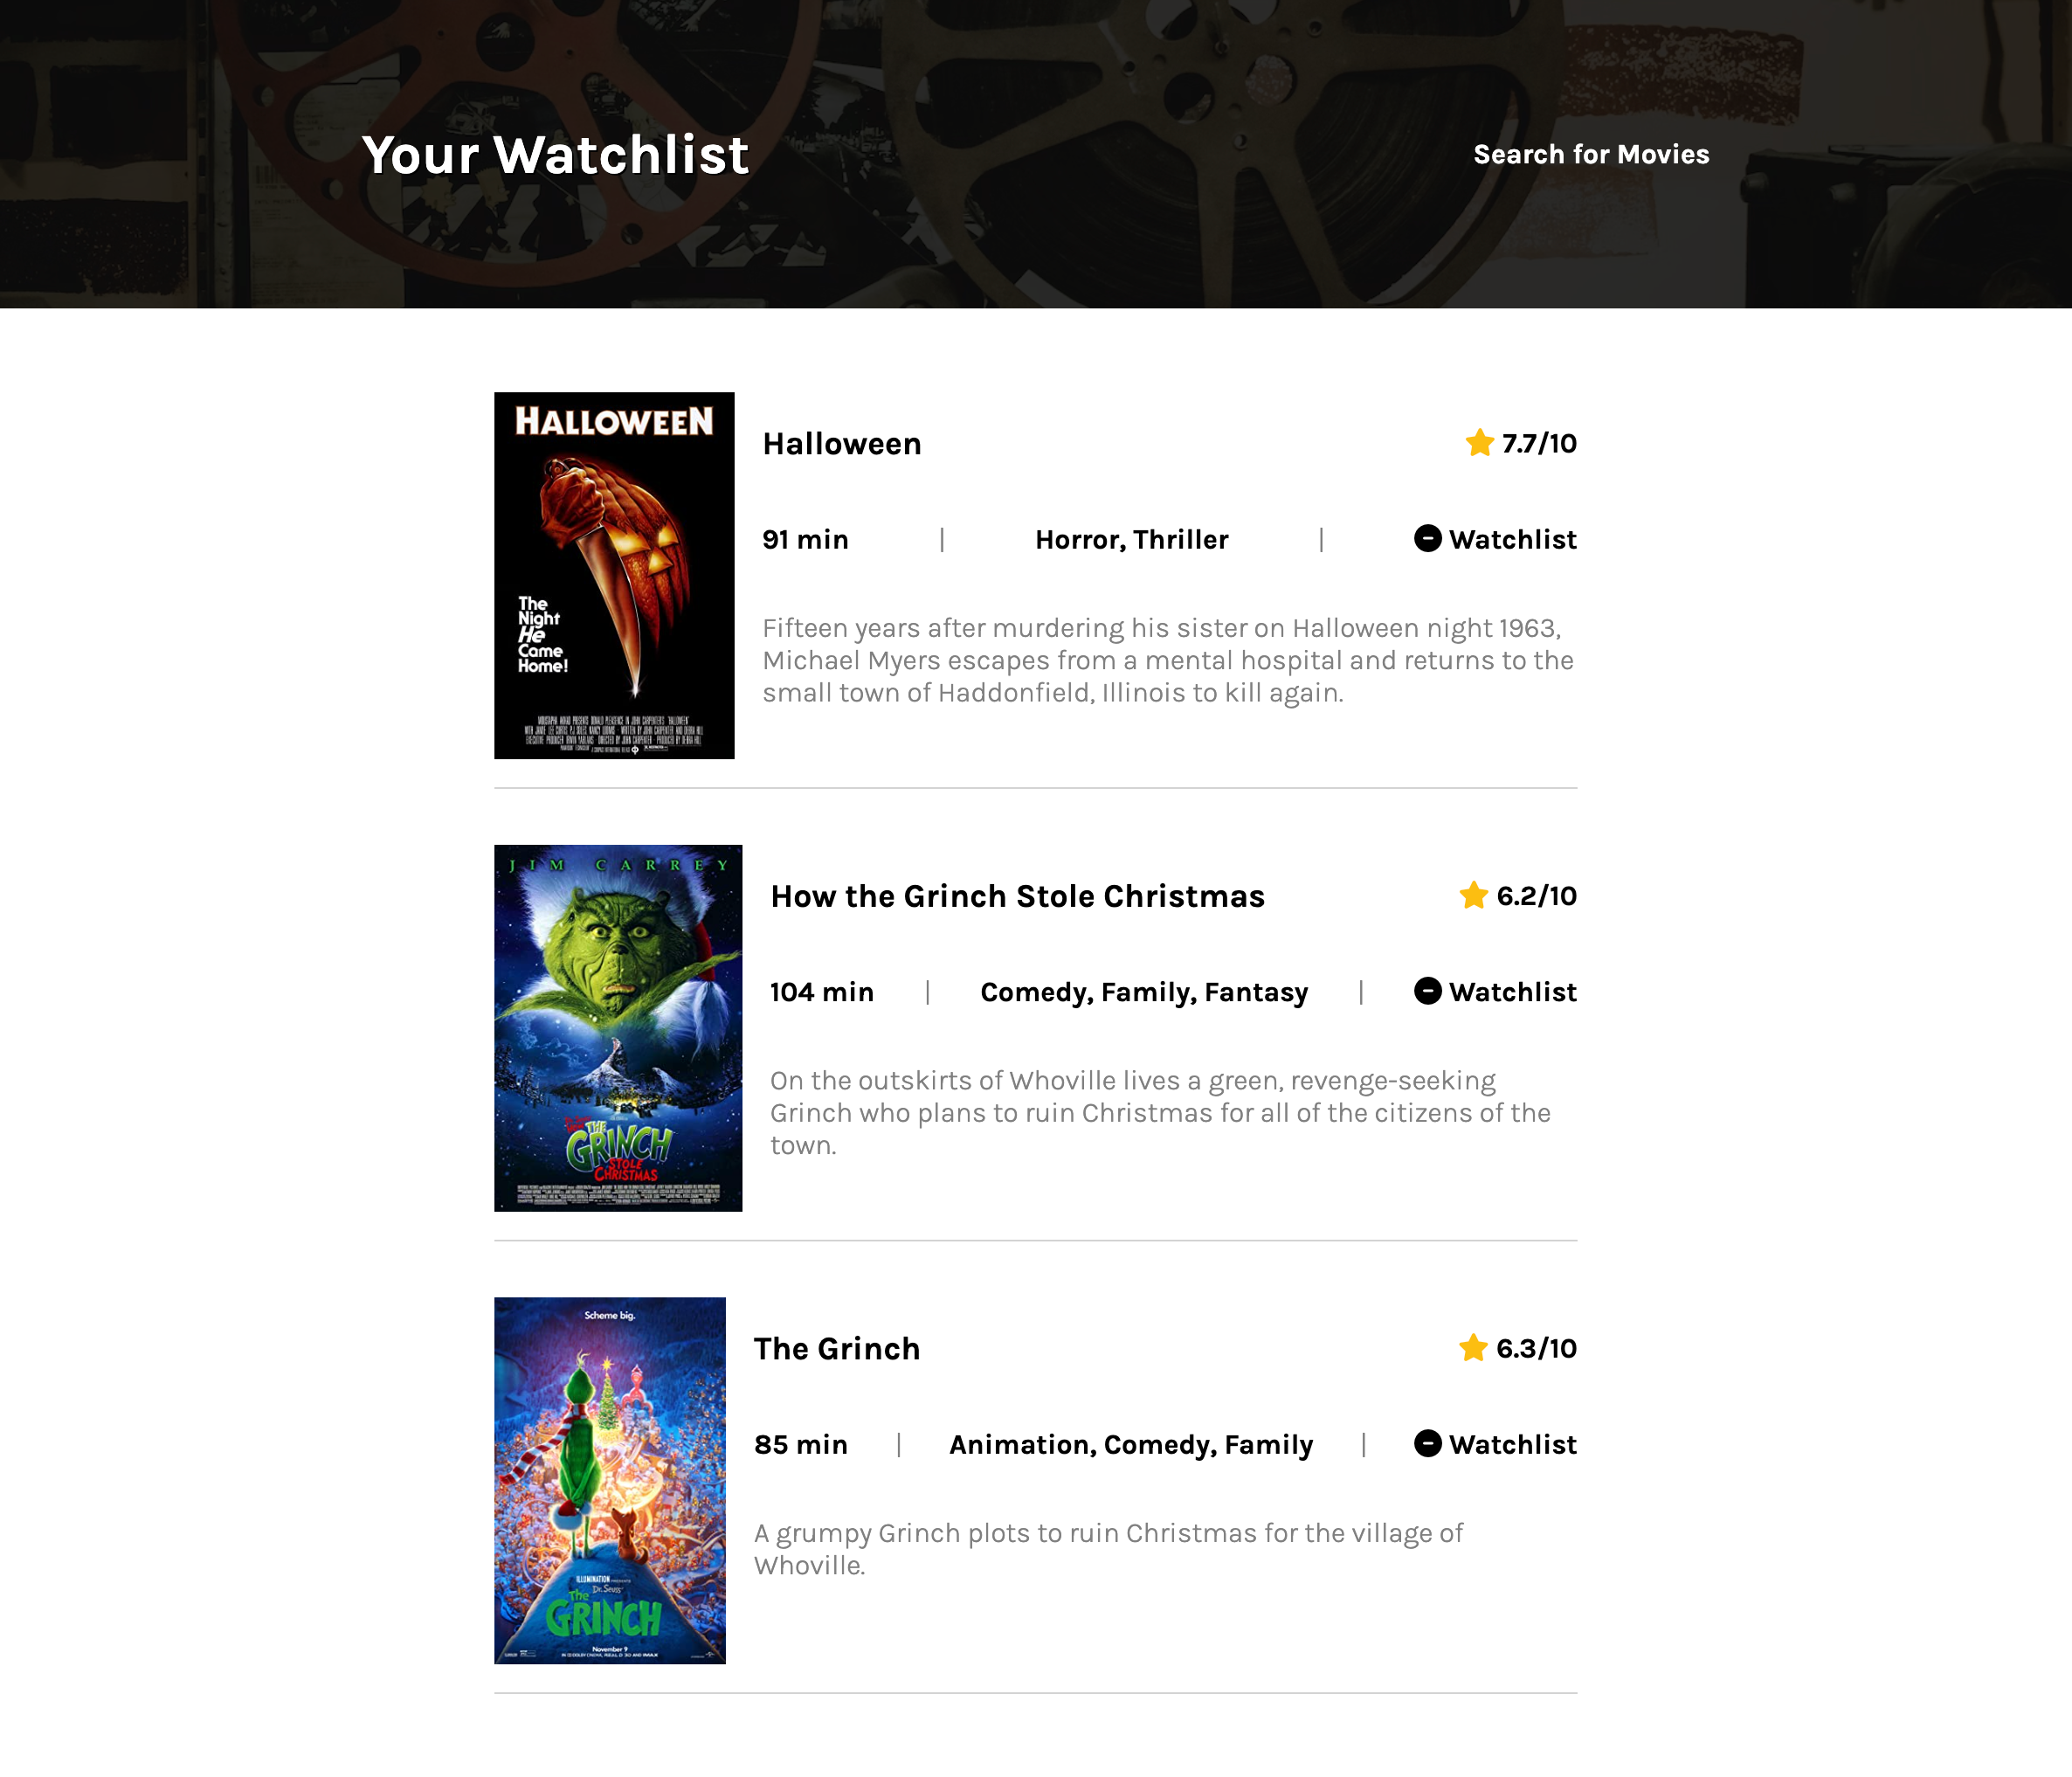 Your Watchlist
Search for Movies
HALLOWEEN
The
Night
He
Came
Home!
Halloween
7.7/10
91 min | Horror, Thriller | Watchlist
Fifteen years after murdering his sister on Halloween night 1963,
Michael Myers escapes from a mental hospital and returns to the
small town of Haddonfield, Illinois to kill again.
JIM CARREY
THE
GRINCH
STOLE
CHRISTMAS
How the Grinch Stole Christmas
6.2/10
104 min | Comedy, Family, Fantasy | Watchlist
On the outskirts of Whoville lives a green, revenge-seeking
Grinch who plans to ruin Christmas for all of the citizens of the
town.
Scheme big.
ILLUMINATION
Dr. Seuss'
The
GRINCH
November 9
The Grinch
6.3/10
85 min | Animation, Comedy, Family | Watchlist
A grumpy Grinch plots to ruin Christmas for the village of
Whoville.